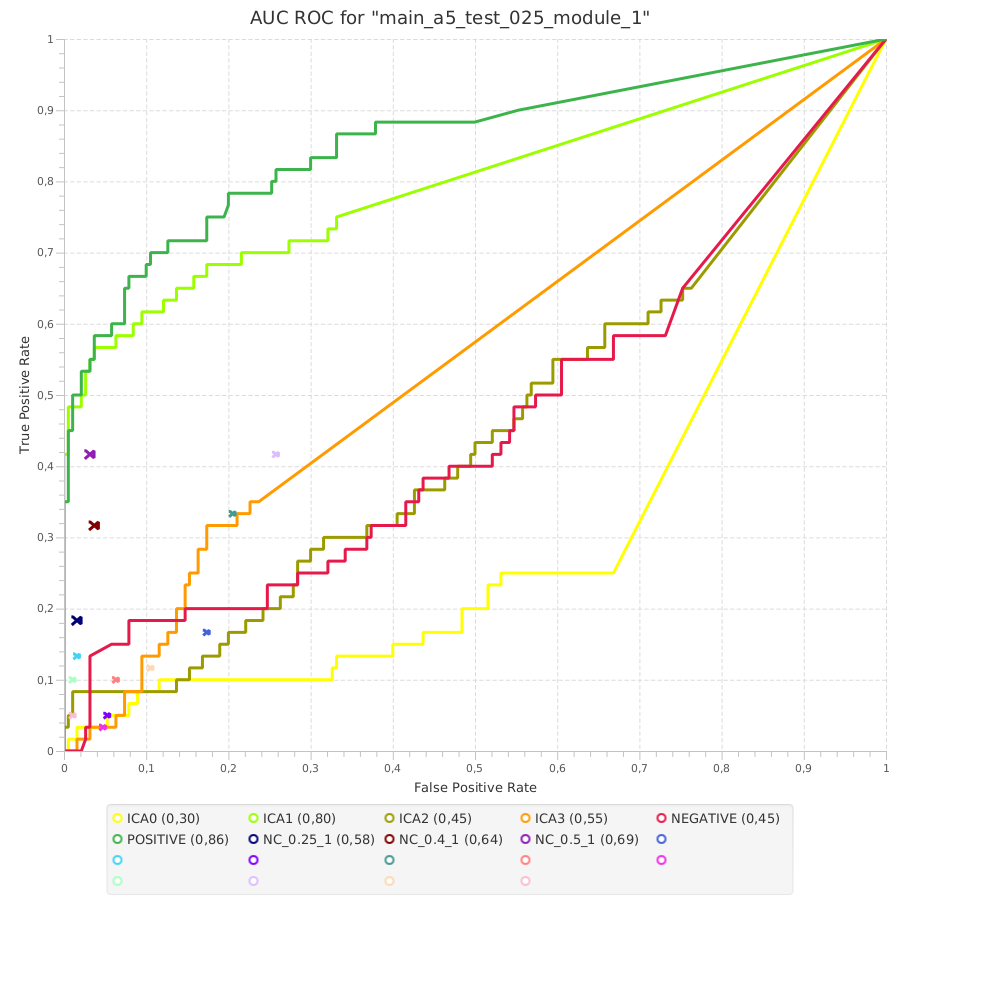 AUC ROC for "main_a5_test_025_module_1"
1
0,9
0,8
0,7
0,6
0,5
0,4
0,3
0,2
0,1
0
True Positive Rate
0 0,1 0,2 0,3 0,4 0,5 0,6 0,7 0,8 0,9 1
False Positive Rate
ICA0 (0,30) ICA1 (0,80) ICA2 (0,45) ICA3 (0,55) NEGATIVE (0,45)
POSITIVE (0,86) NC_0.25_1 (0,58) NC_0.4_1 (0,64) NC_0.5_1 (0,69)